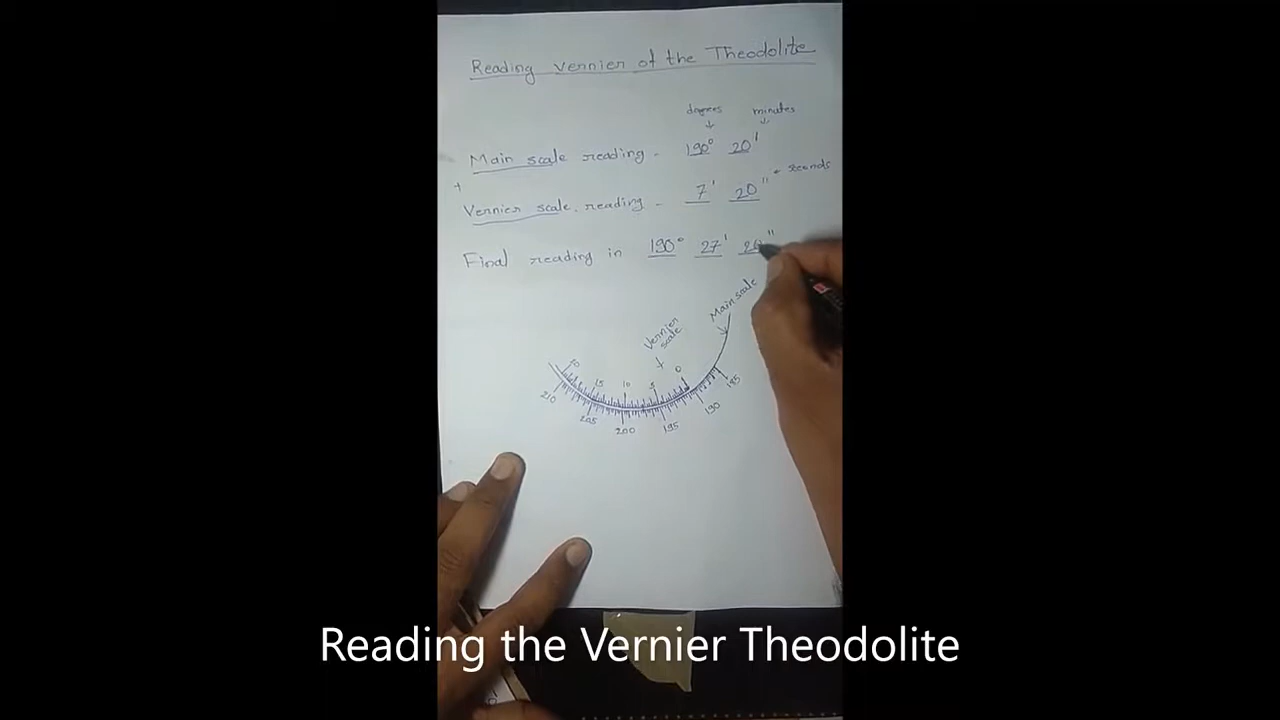 Reading Vernier of the Theodolite
degrees minutes
Main scale reading - 190° 20'
+
Vernier scale reading - 7' 20" ← seconds
Final reading in 190° 27' 20"
Main scale
Vernier
scale
20 15 10 5 0
210 205 200 195 190 185
Reading the Vernier Theodolite